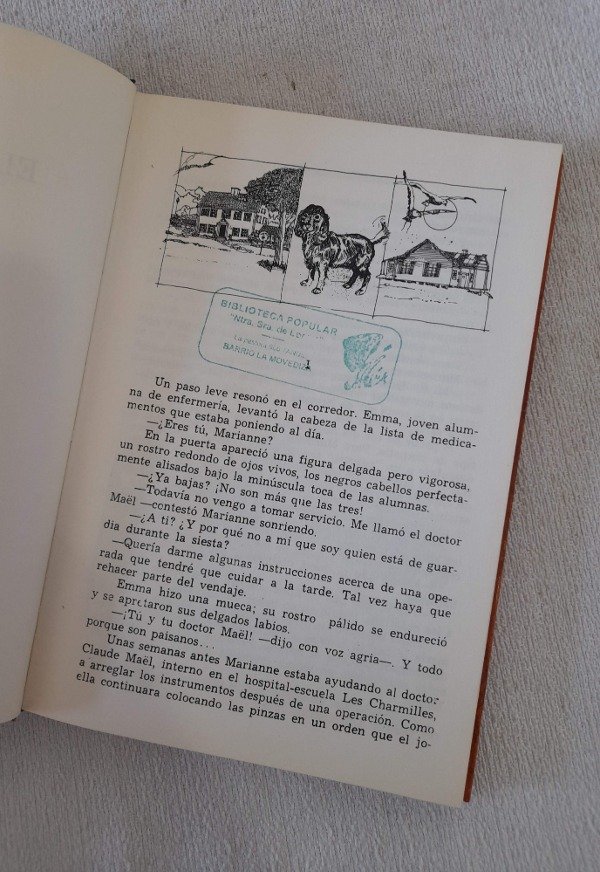 BIBLIOTECA POPULAR
"Ntra. Sra. de Lor
BARRIO LA MOVEDIZA
Un paso leve resonó en el corredor. Emma, joven alum-
na de enfermería, levantó la cabeza de la lista de medica-
mentos que estaba poniendo al día.
—¿Eres tú, Marianne?
En la puerta apareció una figura delgada pero vigorosa,
un rostro redondo de ojos vivos, los negros cabellos perfecta-
mente alisados bajo la minúscula toca de las alumnas.
—¿Ya bajas? ¡No son más que las tres!
—Todavía no vengo a tomar servicio. Me llamó el doctor
Maël —contestó Marianne sonriendo.
—¿A ti? ¿Y por qué no a mí que soy quien está de guar-
dia durante la siesta?
—Quería darme algunas instrucciones acerca de una ope-
rada que tendré que cuidar a la tarde. Tal vez haya que
rehacer parte del vendaje.
Emma hizo una mueca; su rostro pálido se endureció
y se apretaron sus delgados labios.
—¡Tú y tu doctor Maël! —dijo con voz agria—. Y todo
porque son paisanos...
Unas semanas antes Marianne estaba ayudando al doctor
Claude Maël, interno en el hospital-escuela Les Charmilles,
a arreglar los instrumentos después de una operación. Como
ella continuara colocando las pinzas en un orden que el jo-